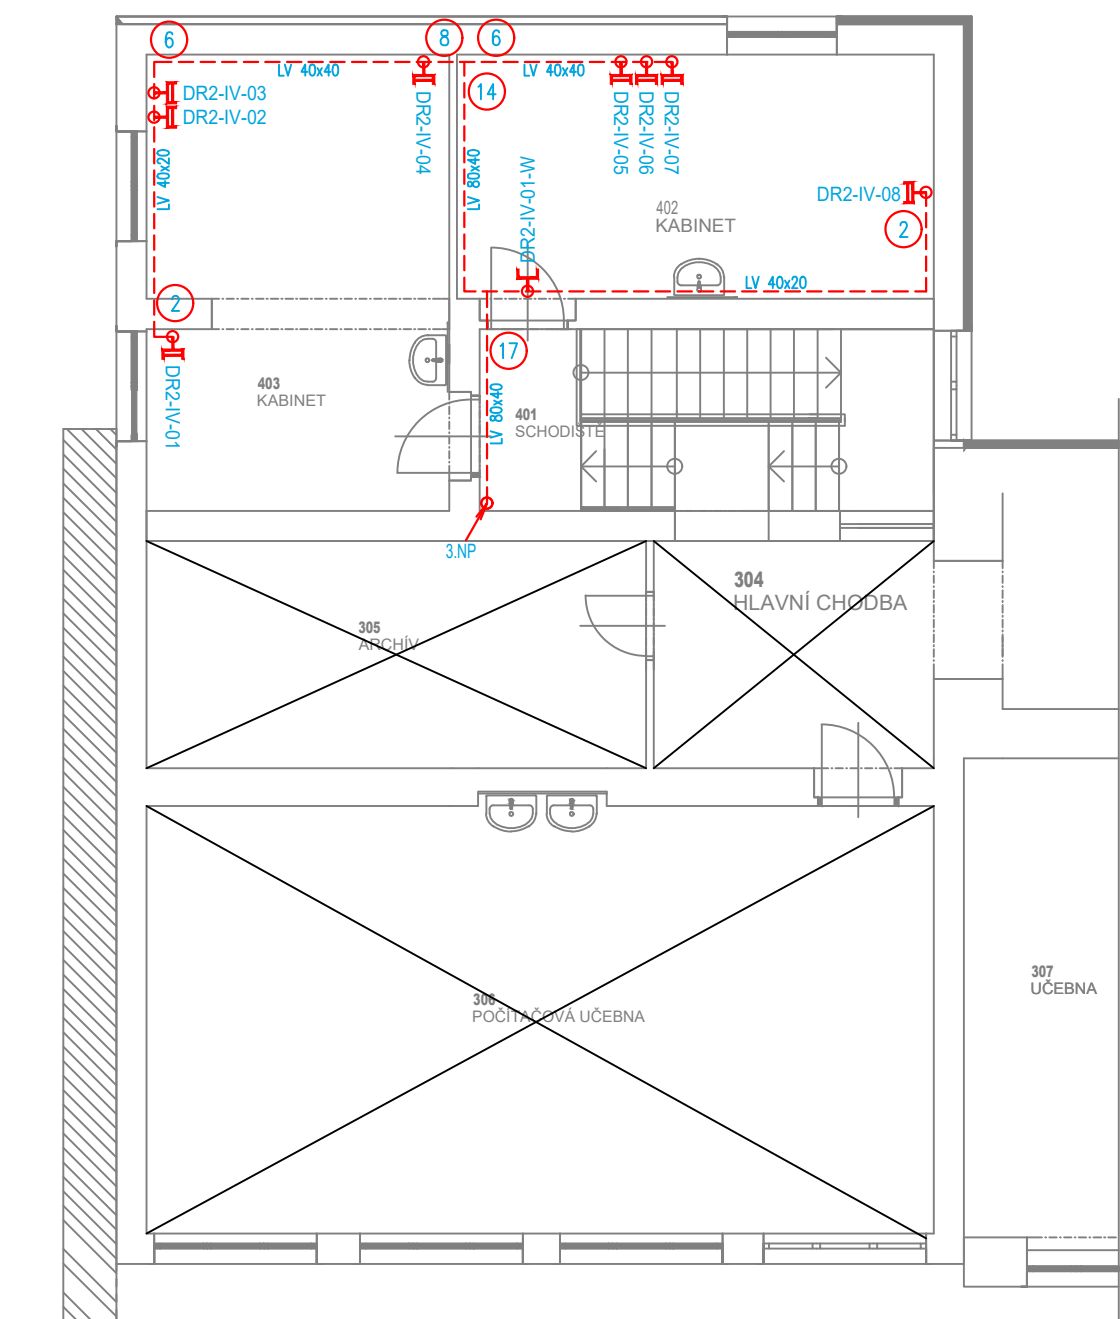 6
8
6
LV 40x40
LV 40x40
14
DR2-IV-03
DR2-IV-02
DR2-IV-04
DR2-IV-05
DR2-IV-06
DR2-IV-07
LV 40x20
LV 80x40
DR2-IV-01-W
DR2-IV-08
402
KABINET
2
LV 40x20
2
17
DR2-IV-01
403
KABINET
LV 80x40
401
SCHODIŠTĚ
3.NP
304
HLAVNÍ CHODBA
305
ARCHÍV
307
UČEBNA
306
POČÍTAČOVÁ UČEBNA